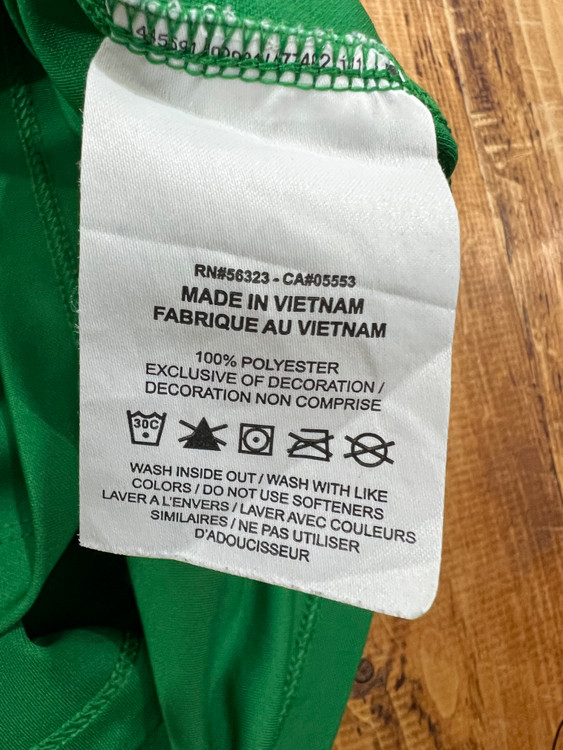 RN#56323 - CA#05553
MADE IN VIETNAM
FABRIQUE AU VIETNAM
100% POLYESTER
EXCLUSIVE OF DECORATION /
DECORATION NON COMPRISE
30C
WASH INSIDE OUT / WASH WITH LIKE
COLORS / DO NOT USE SOFTENERS
LAVER A L'ENVERS / LAVER AVEC COULEURS
SIMILAIRES / NE PAS UTILISER
D'ADOUCISSEUR